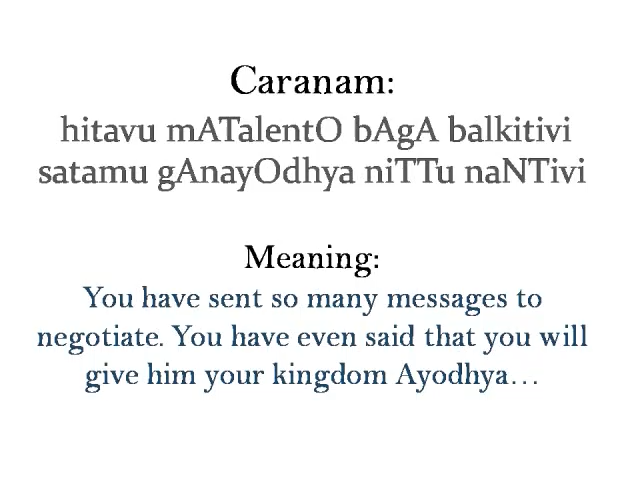 Caranam:
hitavu mATalentO bAgA balkitivi
satamu gAnayOdhya niTTu naNTivi
Meaning:
You have sent so many messages to
negotiate. You have even said that you will
give him your kingdom Ayodhya…